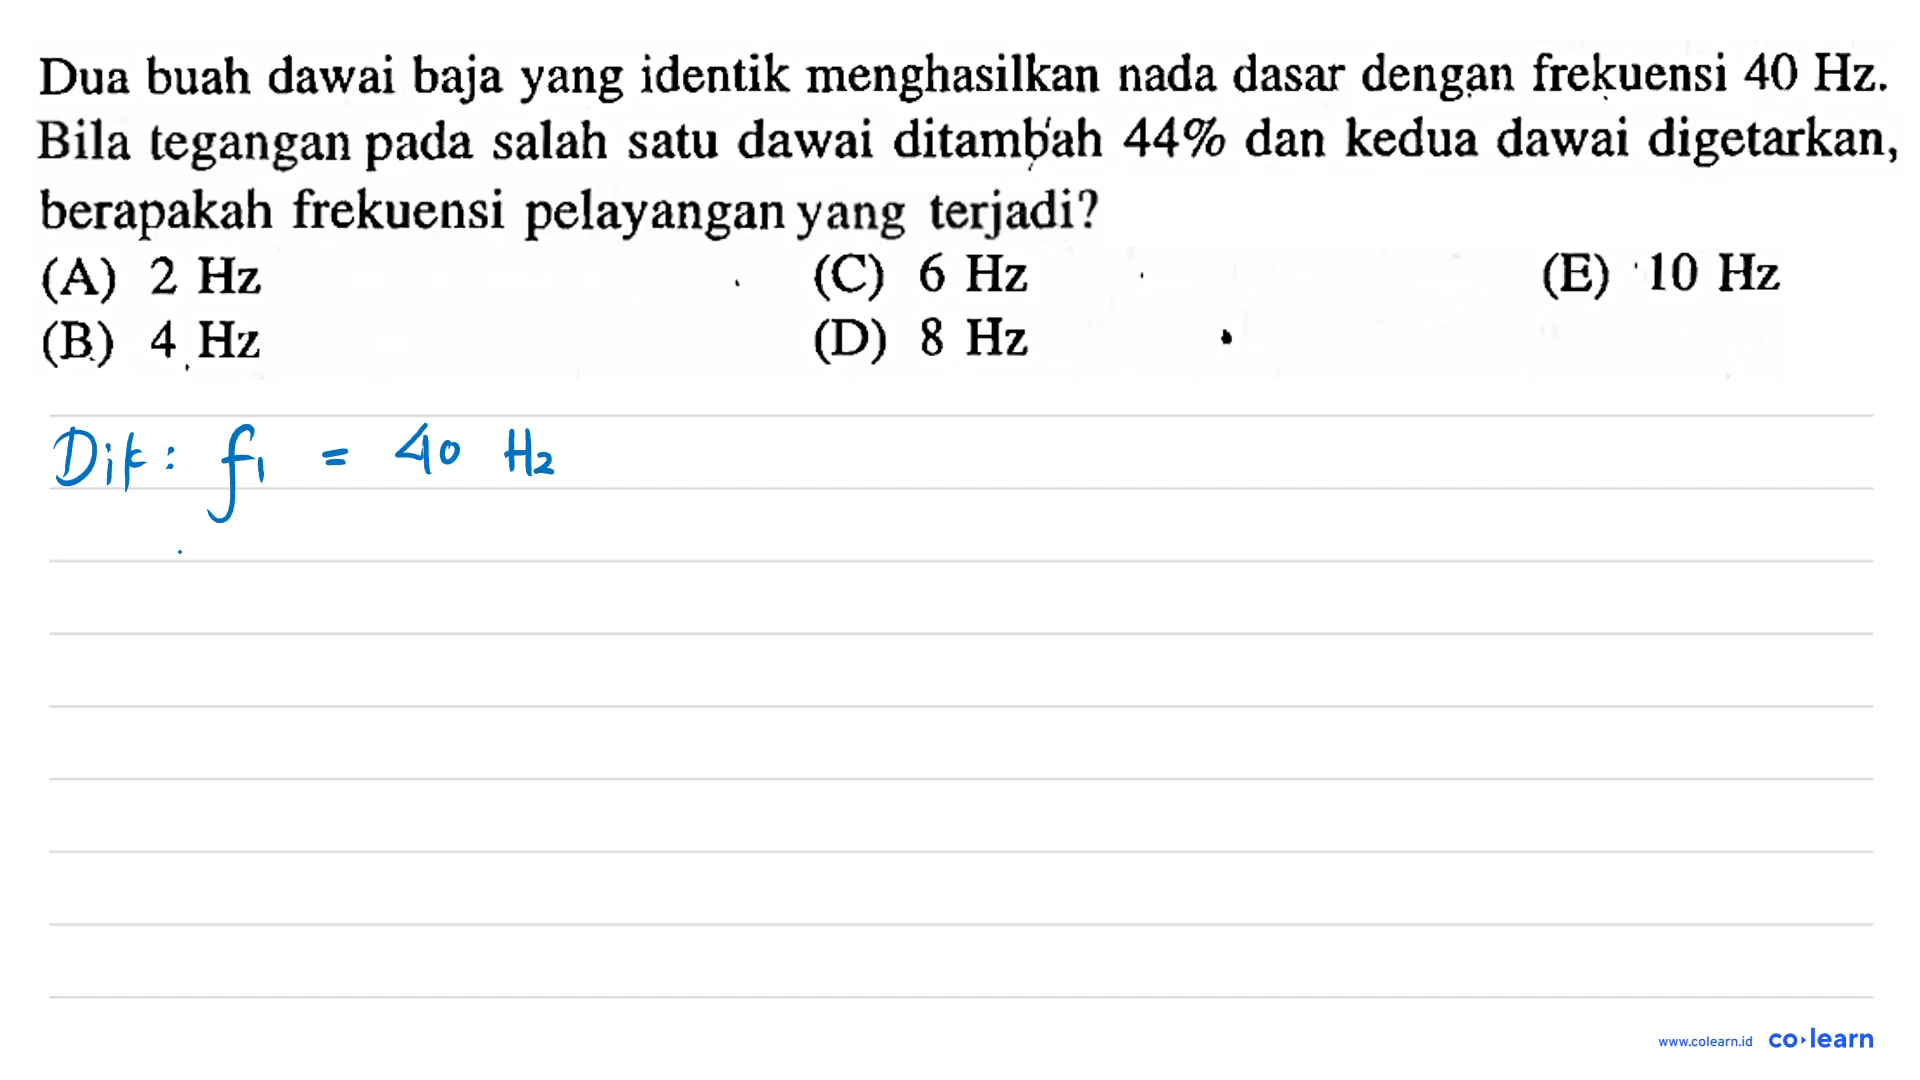 Dua buah dawai baja yang identik menghasilkan nada dasar dengan frekuensi 40 Hz.
Bila tegangan pada salah satu dawai ditambah 44% dan kedua dawai digetarkan,
berapakah frekuensi pelayangan yang terjadi?
(A) 2 Hz (C) 6 Hz (E) 10 Hz
(B) 4 Hz (D) 8 Hz
Dik : f₁ = 40 Hz
www.colearn.id co·learn